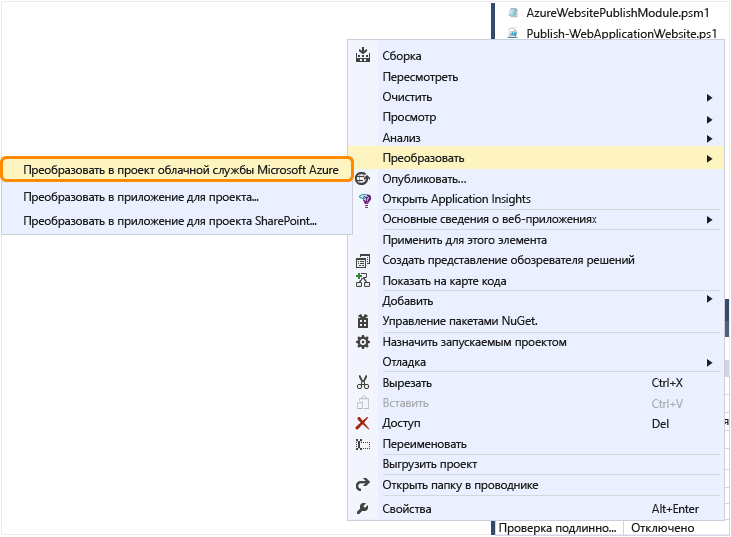 AzureWebsitePublishModule.psm1
Publish-WebApplicationWebsite.ps1
Сборка
Пересмотреть
Очистить
Просмотр
Анализ
Преобразовать
Преобразовать в проект облачной службы Microsoft Azure
Преобразовать в приложение для проекта...
Преобразовать в приложение для проекта SharePoint...
Опубликовать...
Открыть Application Insights
Основные сведения о веб-приложениях
Применить для этого элемента
Создать представление обозревателя решений
Показать на карте кода
Добавить
Управление пакетами NuGet.
Назначить запускаемым проектом
Отладка
Вырезать Ctrl+X
Вставить Ctrl+V
Доступ Del
Переименовать
Выгрузить проект
Открыть папку в проводнике
Свойства Alt+Enter
Проверка подлинно... Отключено